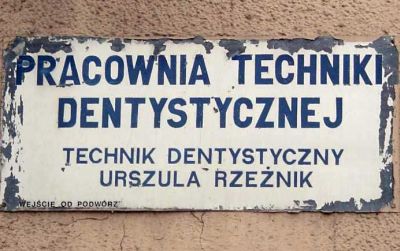 PRACOWNIA TECHNIKI
DENTYSTYCZNEJ
TECHNIK DENTYSTYCZNY
URSZULA RZEŹNIK
WEJŚCIE OD PODWÓRZ